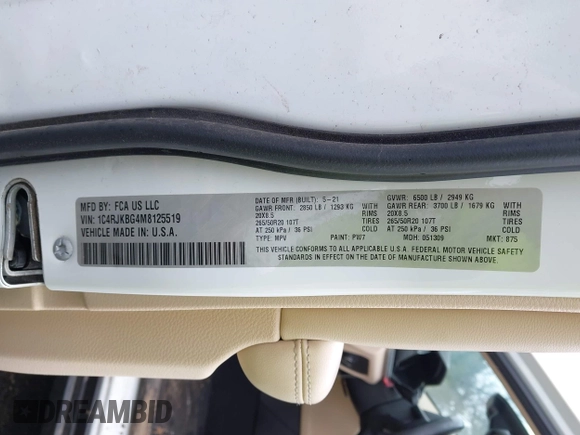 MFD BY: FCA US LLC
VIN: 1C4RJKBG4M8125519
VEHICLE MADE IN: U.S.A.
DATE OF MFR (BUILT): 5-21
GAWR FRONT: 2850 LB / 1293 KG WITH
20X8.5 RIMS
265/50R20 107T TIRES
AT 250 kPa / 36 PSI COLD
TYPE: MPV PAINT: PW7
GVWR: 6500 LB / 2949 KG
GAWR REAR: 3700 LB / 1679 KG WITH
20X8.5 RIMS
265/50R20 107T TIRES
AT 250 kPa / 36 PSI COLD
MDH: 051309 MKT: 875
THIS VEHICLE CONFORMS TO ALL APPLICABLE U.S.A. FEDERAL MOTOR VEHICLE SAFETY
STANDARDS IN EFFECT ON THE DATE OF MANUFACTURE SHOWN ABOVE.
DREAMBID